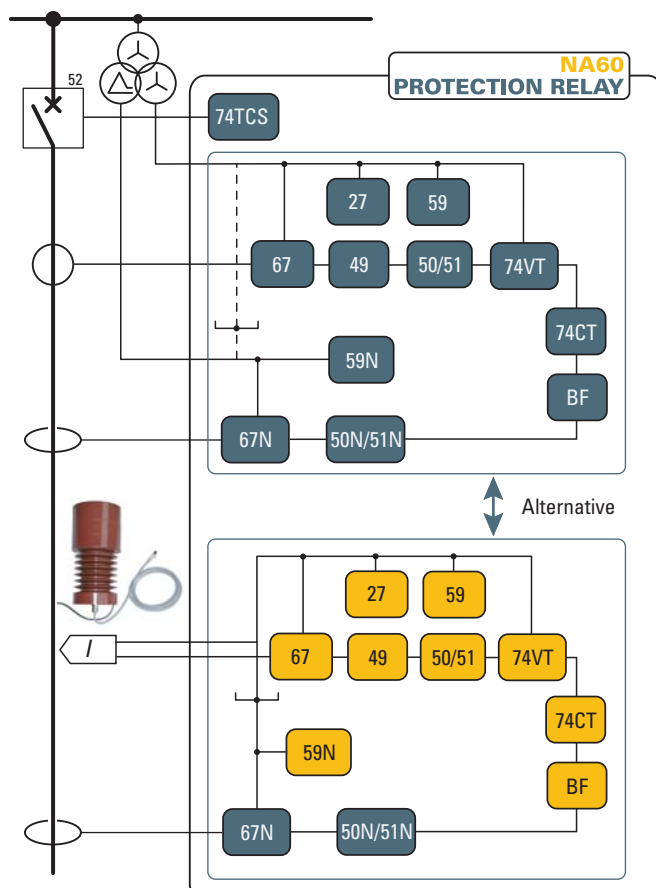 52
NA60
PROTECTION RELAY
74TCS
27
59
67
49
50/51
74VT
74CT
59N
BF
67N
50N/51N
Alternative
27
59
I
67
49
50/51
74VT
74CT
59N
BF
67N
50N/51N